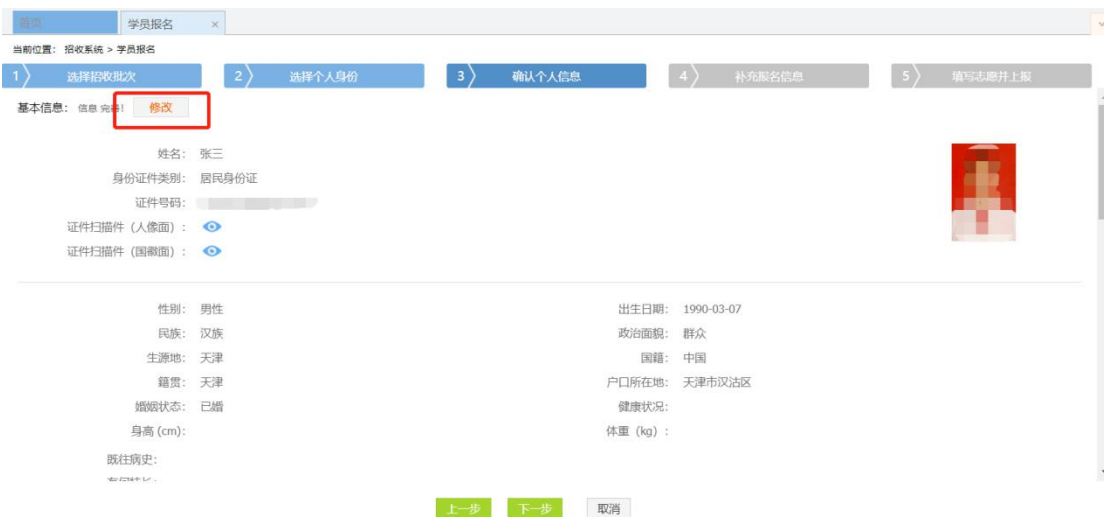 首页 学员报名 ×
当前位置： 招收系统 > 学员报名
1 选择招收批次 2 选择个人身份 3 确认个人信息 4 补充报名信息 5 填写志愿并上报
基本信息： 信息 完善! 修改
姓名： 张三
身份证件类别： 居民身份证
证件号码：
证件扫描件（人像面）：
证件扫描件（国徽面）：
性别： 男性 出生日期： 1990-03-07
民族： 汉族 政治面貌： 群众
生源地： 天津 国籍： 中国
籍贯： 天津 户口所在地： 天津市汉沽区
婚姻状态： 已婚 健康状况：
身高 (cm)： 体重（kg）：
既往病史：
上一步 下一步 取消